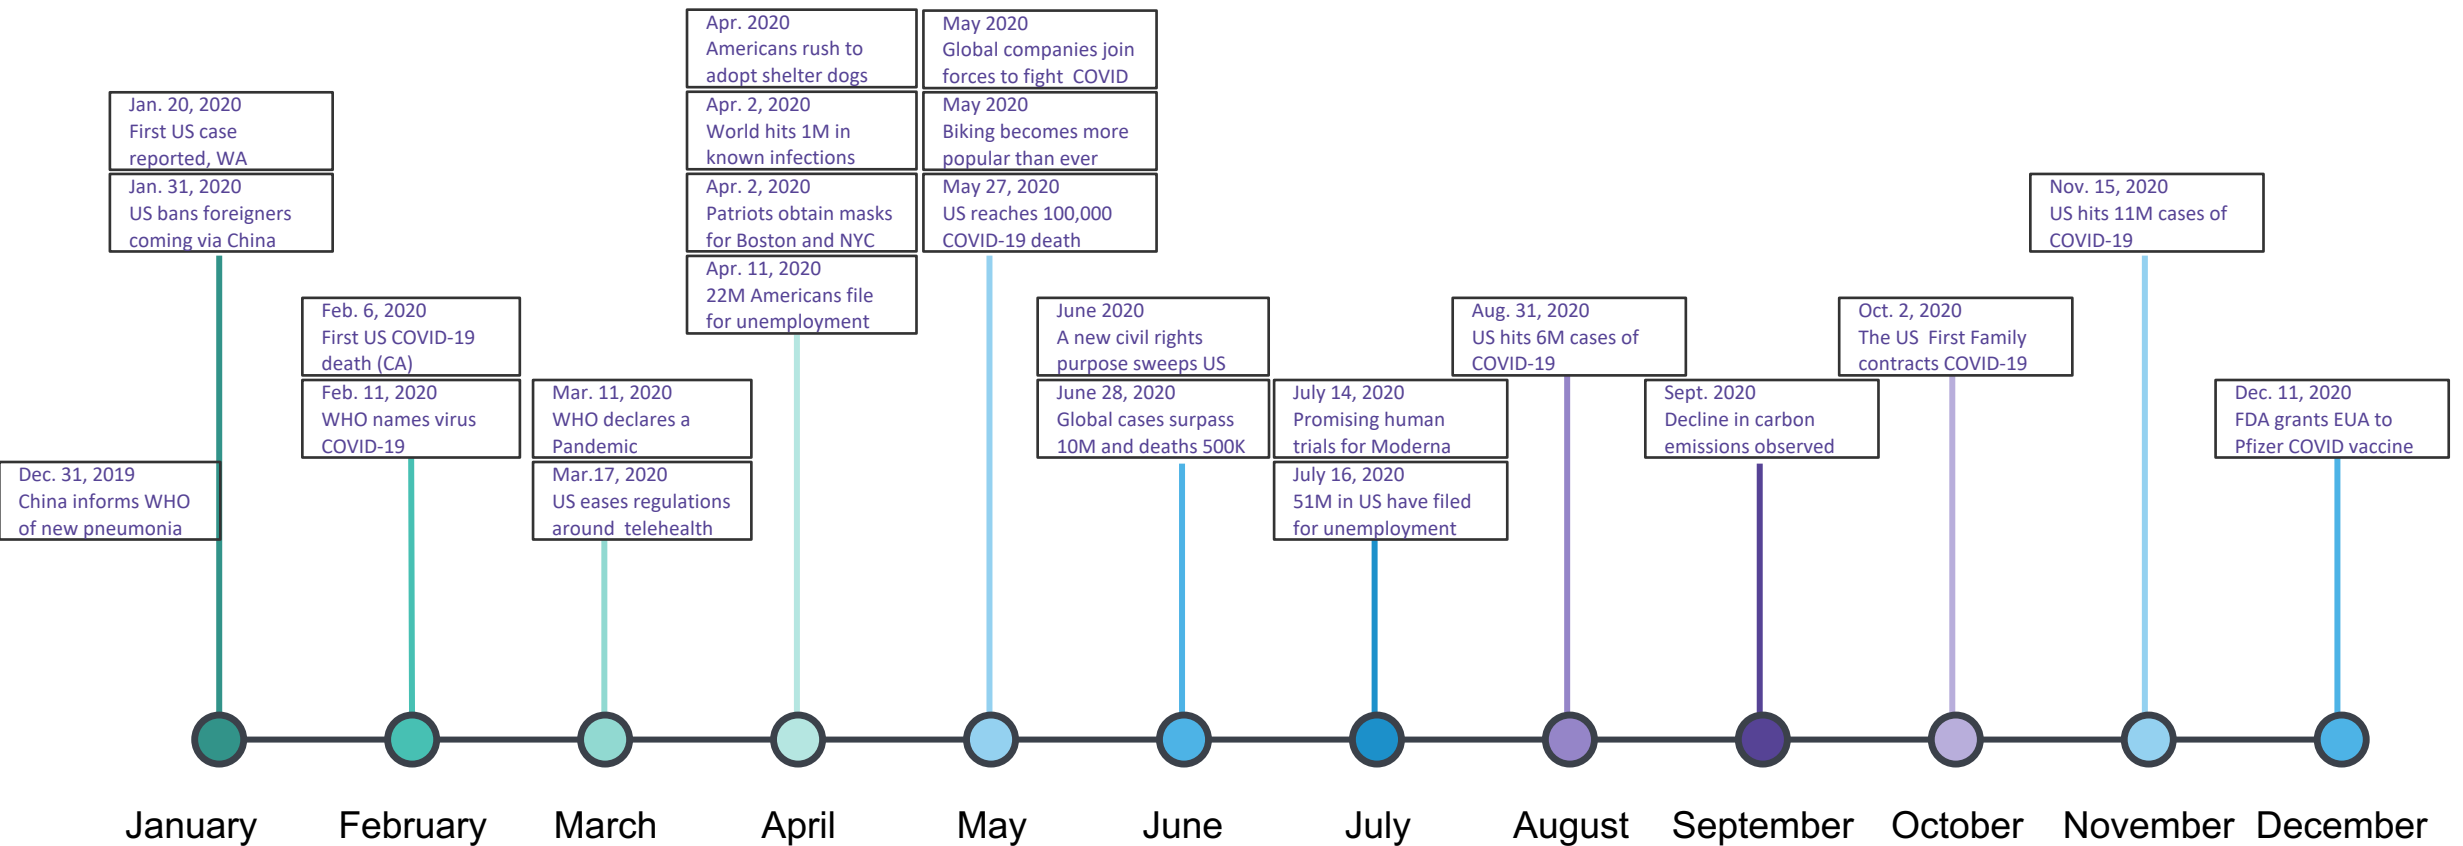 Dec. 31, 2019
China informs WHO
of new pneumonia
Jan. 20, 2020
First US case
reported, WA
Jan. 31, 2020
US bans foreigners
coming via China
Feb. 6, 2020
First US COVID-19
death (CA)
Feb. 11, 2020
WHO names virus
COVID-19
Mar. 11, 2020
WHO declares a
Pandemic
Mar.17, 2020
US eases regulations
around telehealth
Apr. 2020
Americans rush to
adopt shelter dogs
Apr. 2, 2020
World hits 1M in
known infections
Apr. 2, 2020
Patriots obtain masks
for Boston and NYC
Apr. 11, 2020
22M Americans file
for unemployment
May 2020
Global companies join
forces to fight COVID
May 2020
Biking becomes more
popular than ever
May 27, 2020
US reaches 100,000
COVID-19 death
June 2020
A new civil rights
purpose sweeps US
June 28, 2020
Global cases surpass
10M and deaths 500K
July 14, 2020
Promising human
trials for Moderna
July 16, 2020
51M in US have filed
for unemployment
Aug. 31, 2020
US hits 6M cases of
COVID-19
Sept. 2020
Decline in carbon
emissions observed
Oct. 2, 2020
The US First Family
contracts COVID-19
Nov. 15, 2020
US hits 11M cases of
COVID-19
Dec. 11, 2020
FDA grants EUA to
Pfizer COVID vaccine
January
February
March
April
May
June
July
August
September
October
November
December